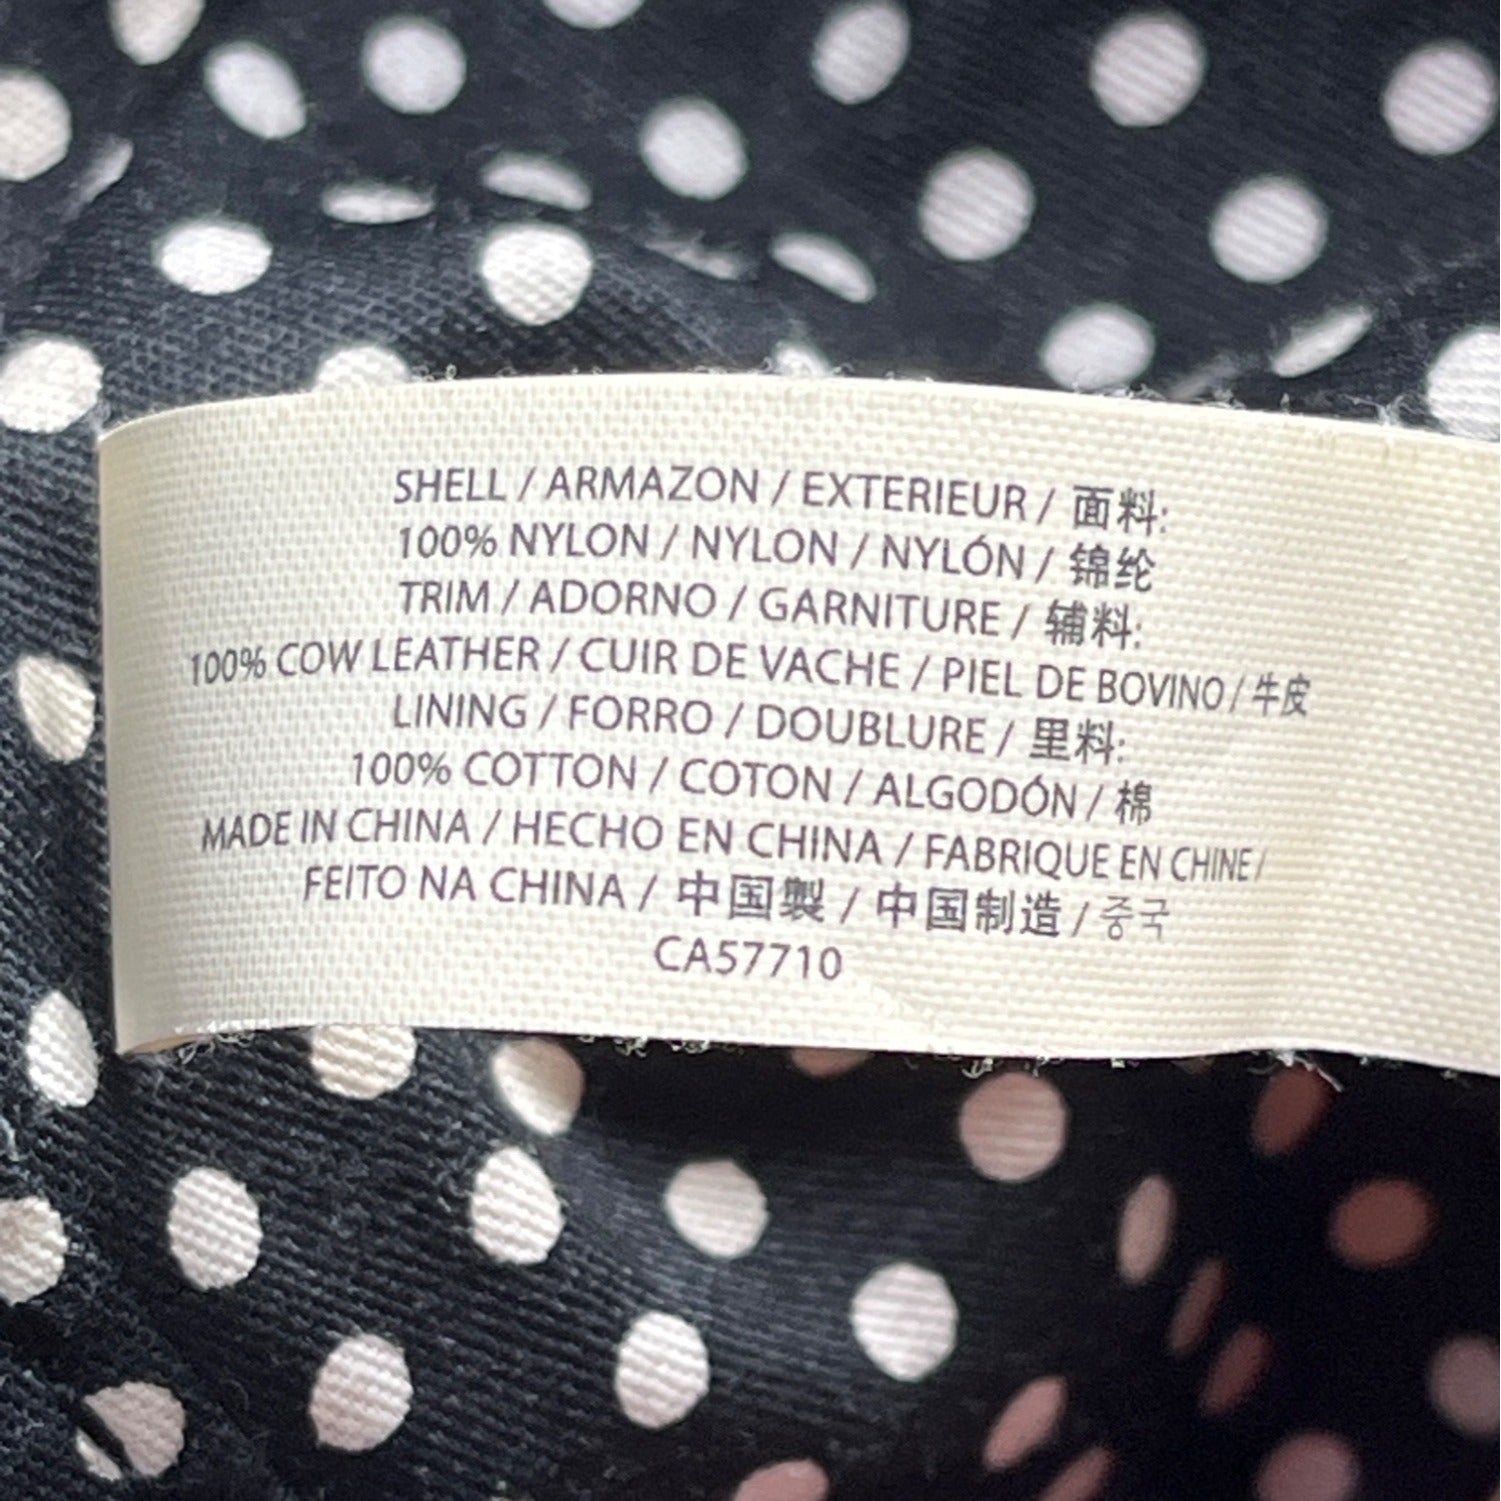 SHELL / ARMAZON / EXTERIEUR / 面料:
100% NYLON / NYLON / NYLÓN / 锦纶
TRIM / ADORNO / GARNITURE / 辅料:
100% COW LEATHER / CUIR DE VACHE / PIEL DE BOVINO / 牛皮
LINING / FORRO / DOUBLURE / 里料:
100% COTTON / COTON / ALGODÓN / 棉
MADE IN CHINA / HECHO EN CHINA / FABRIQUE EN CHINE /
FEITO NA CHINA / 中国製 / 中国制造 / 중국
CA57710